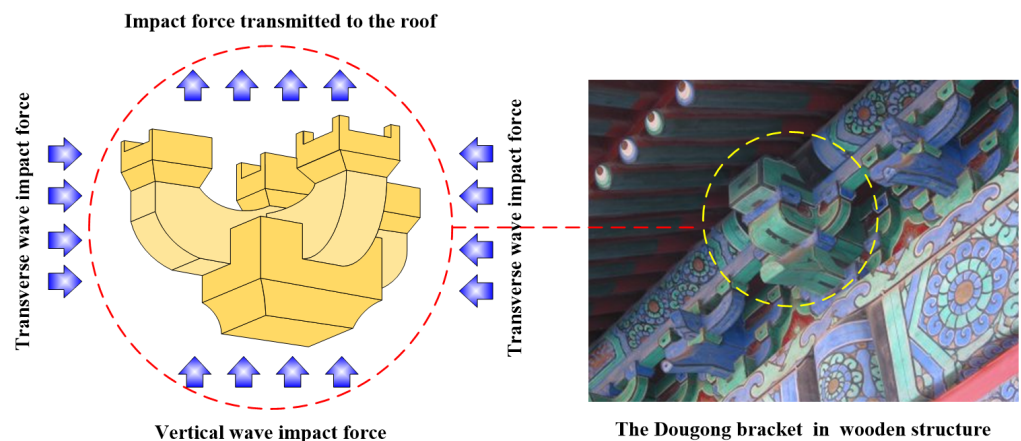 Impact force transmitted to the roof
Transverse wave impact force
Transverse wave impact force
Vertical wave impact force
The Dougong bracket in wooden structure